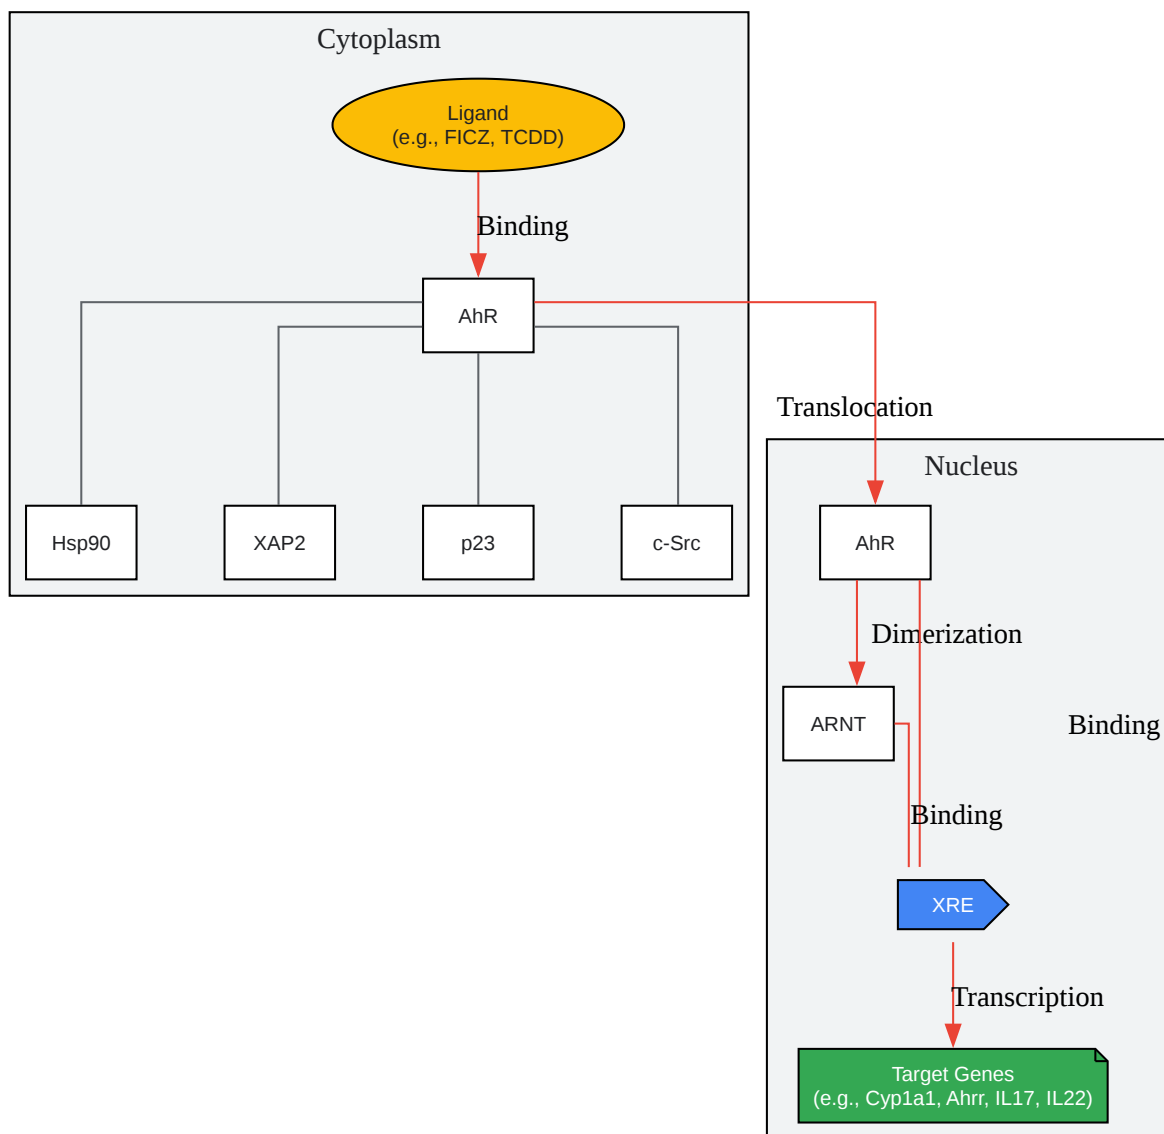 Cytoplasm
Ligand
(e.g., FICZ, TCDD)
Binding
AhR
Hsp90
XAP2
p23
c-Src
Translocation
Nucleus
AhR
Dimerization
ARNT
Binding
Binding
XRE
Transcription
Target Genes
(e.g., Cyp1a1, Ahrr, IL17, IL22)